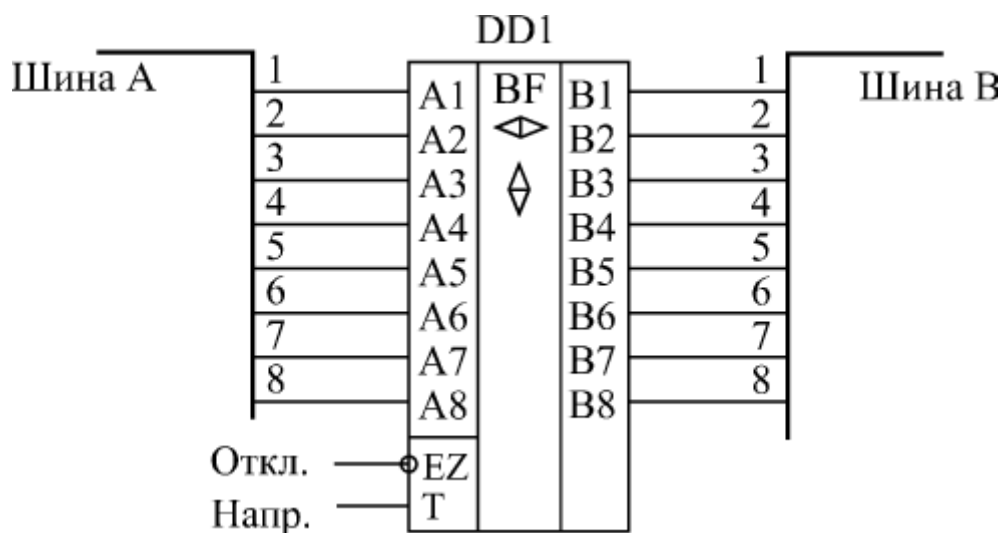 DD1
Шина А
Шина В
1 A1 BF B1 1
2 A2 B2 2
3 A3 B3 3
4 A4 B4 4
5 A5 B5 5
6 A6 B6 6
7 A7 B7 7
8 A8 B8 8
Откл. EZ
Напр. T